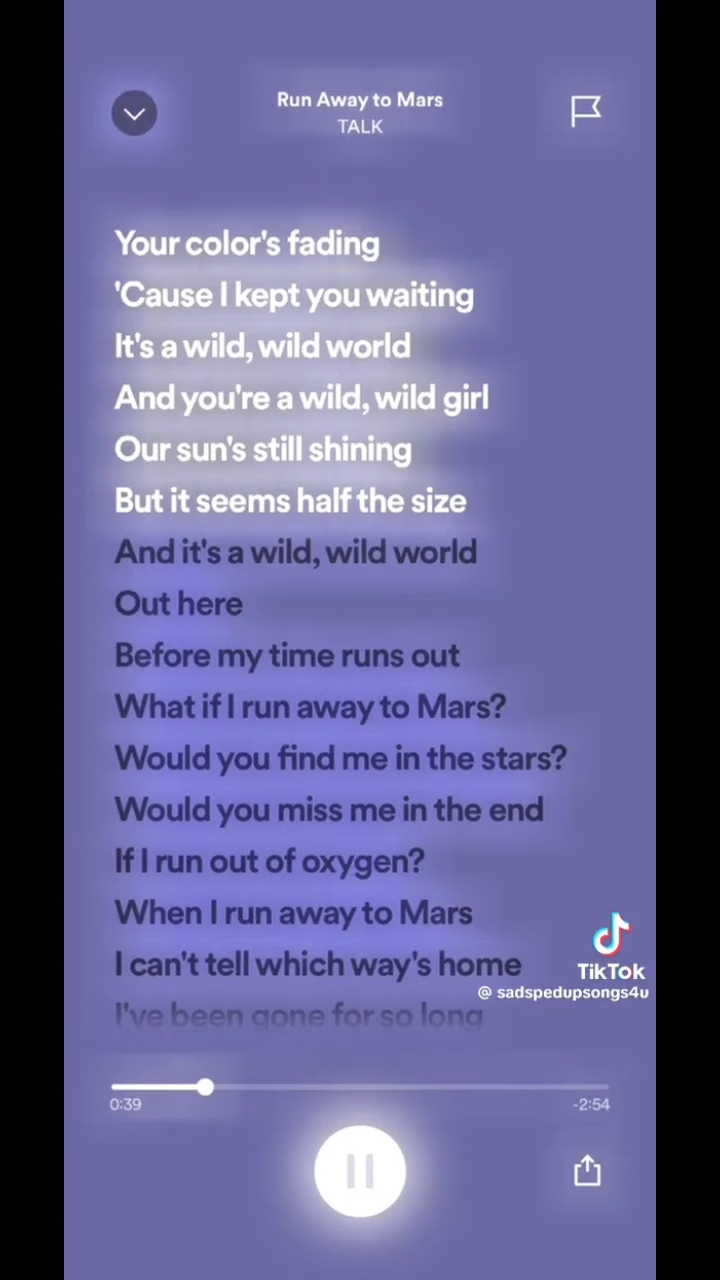 Run Away to Mars
TALK
Your color's fading
'Cause I kept you waiting
It's a wild, wild world
And you're a wild, wild girl
Our sun's still shining
But it seems half the size
And it's a wild, wild world
Out here
Before my time runs out
What if I run away to Mars?
Would you find me in the stars?
Would you miss me in the end
If I run out of oxygen?
When I run away to Mars
I can't tell which way's home
I've been gone for so long
TikTok
@ sadspedupsongs4u
0:39
-2:54